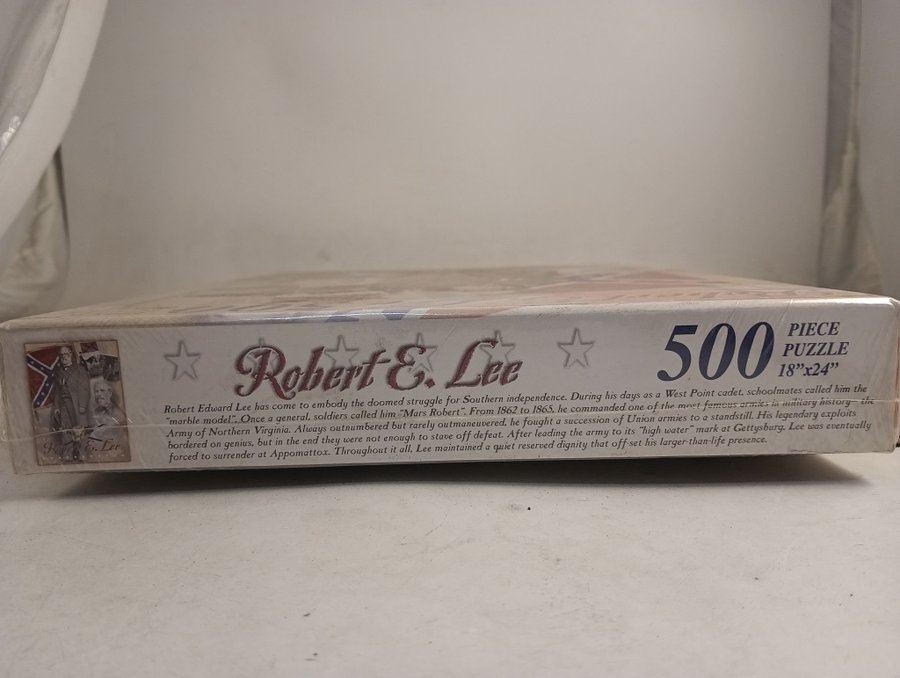 Robert E. Lee
500
PIECE
PUZZLE
18"x24"
Robert Edward Lee has come to embody the doomed struggle for Southern independence. During his days as a West Point cadet, schoolmates called him the
"marble model". Once a general, soldiers called him "Mars Robert". From 1862 to 1865, he commanded one of the most famous armies in military history— the
Army of Northern Virginia. Always outnumbered but rarely outmaneuvered, he fought a succession of Union armies to a standstill. His legendary exploits
bordered on genius, but in the end they were not enough to stave off defeat. After leading the army to its "high water" mark at Gettysburg, Lee was eventually
forced to surrender at Appomattox. Throughout it all, Lee maintained a quiet reserved dignity that off-set his larger-than-life presence.
Robert E. Lee